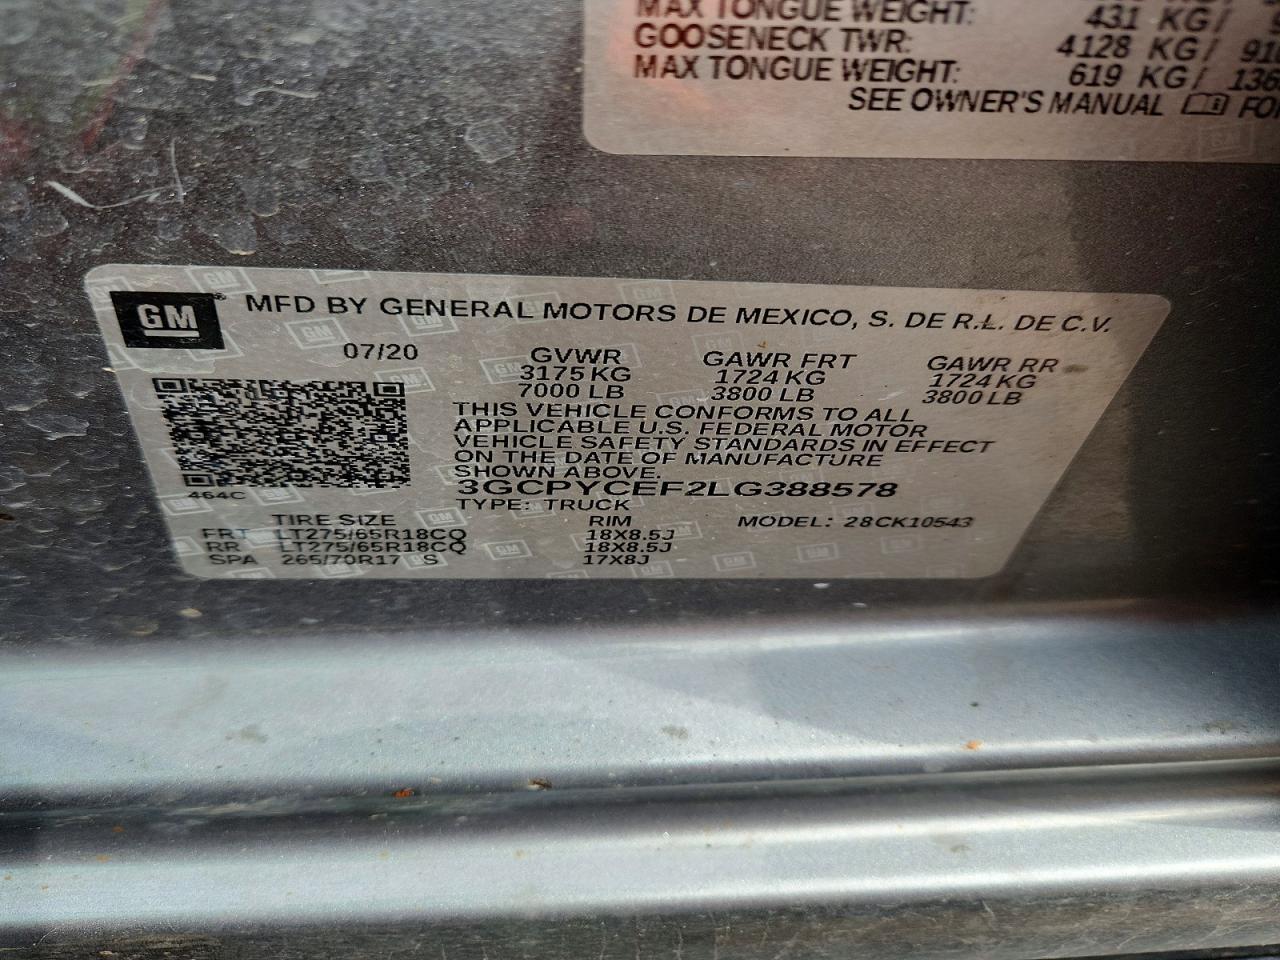 MAX TONGUE WEIGHT: 431 KG/
GOOSENECK TWR: 4128 KG/
MAX TONGUE WEIGHT: 619 KG/
SEE OWNER'S MANUAL
GM MFD BY GENERAL MOTORS DE MEXICO, S. DE R.L. DE C.V.
07/20 GVWR GAWR FRT GAWR RR
3175 KG 1724 KG 1724 KG
7000 LB 3800 LB 3800 LB
THIS VEHICLE CONFORMS TO ALL
APPLICABLE U.S. FEDERAL MOTOR
VEHICLE SAFETY STANDARDS IN EFFECT
ON THE DATE OF MANUFACTURE
SHOWN ABOVE.
464C 3GCPYCEF2LG388578
TYPE: TRUCK
TIRE SIZE RIM MODEL: 28CK10543
FRT LT275/65R18CQ 18X8.5J
RR LT275/65R18CQ 18X8.5J
SPA 265/70R17 S 17X8J